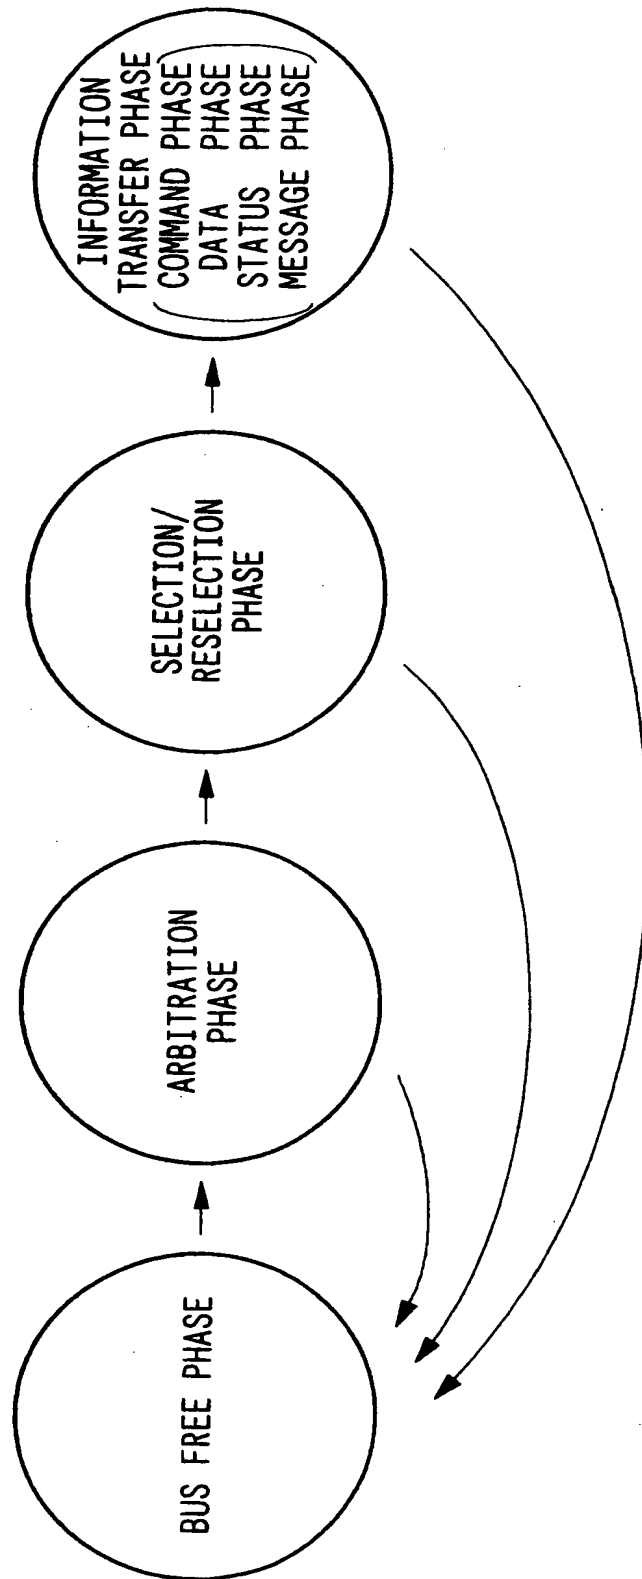 BUS FREE PHASE
ARBITRATION
PHASE
SELECTION/
RESELECTION
PHASE
INFORMATION
TRANSFER PHASE
COMMAND PHASE
DATA PHASE
STATUS PHASE
MESSAGE PHASE